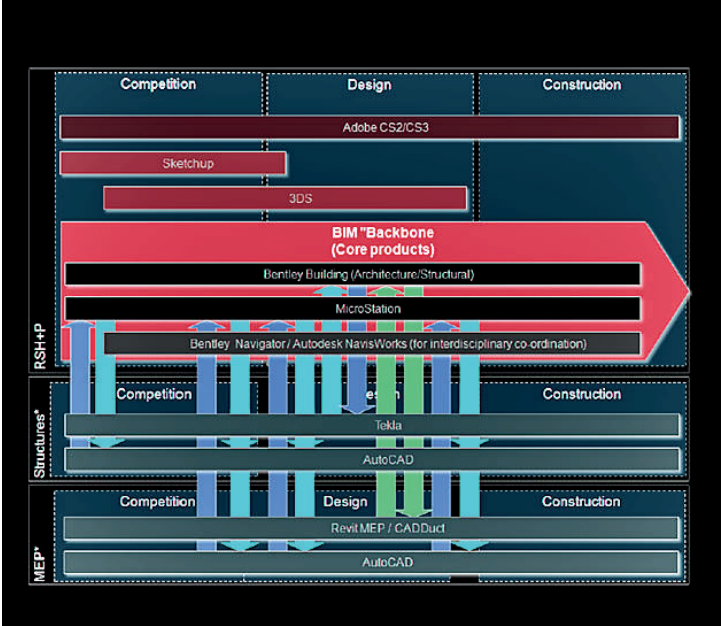 Competition
Design
Construction
Adobe CS2/CS3
Sketchup
3DS
BIM "Backbone
(Core products)
Bentley Building (Architecture/Structural)
MicroStation
Bentley Navigator / Autodesk NavisWorks (for interdisciplinary co-ordination)
RSH+P
Competition
Construction
Tekla
AutoCAD
Structures*
Competition
Design
Construction
Revit MEP / CADDuct
AutoCAD
MEP*